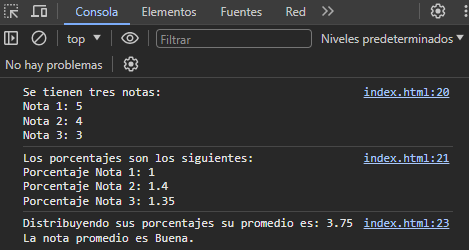 Consola Elementos Fuentes Red »
top ▼ Filtrar Niveles predeterminados ▼
No hay problemas
Se tienen tres notas: index.html:20
Nota 1: 5
Nota 2: 4
Nota 3: 3
Los porcentajes son los siguientes: index.html:21
Porcentaje Nota 1: 1
Porcentaje Nota 2: 1.4
Porcentaje Nota 3: 1.35
Distribuyendo sus porcentajes su promedio es: 3.75 index.html:23
La nota promedio es Buena.